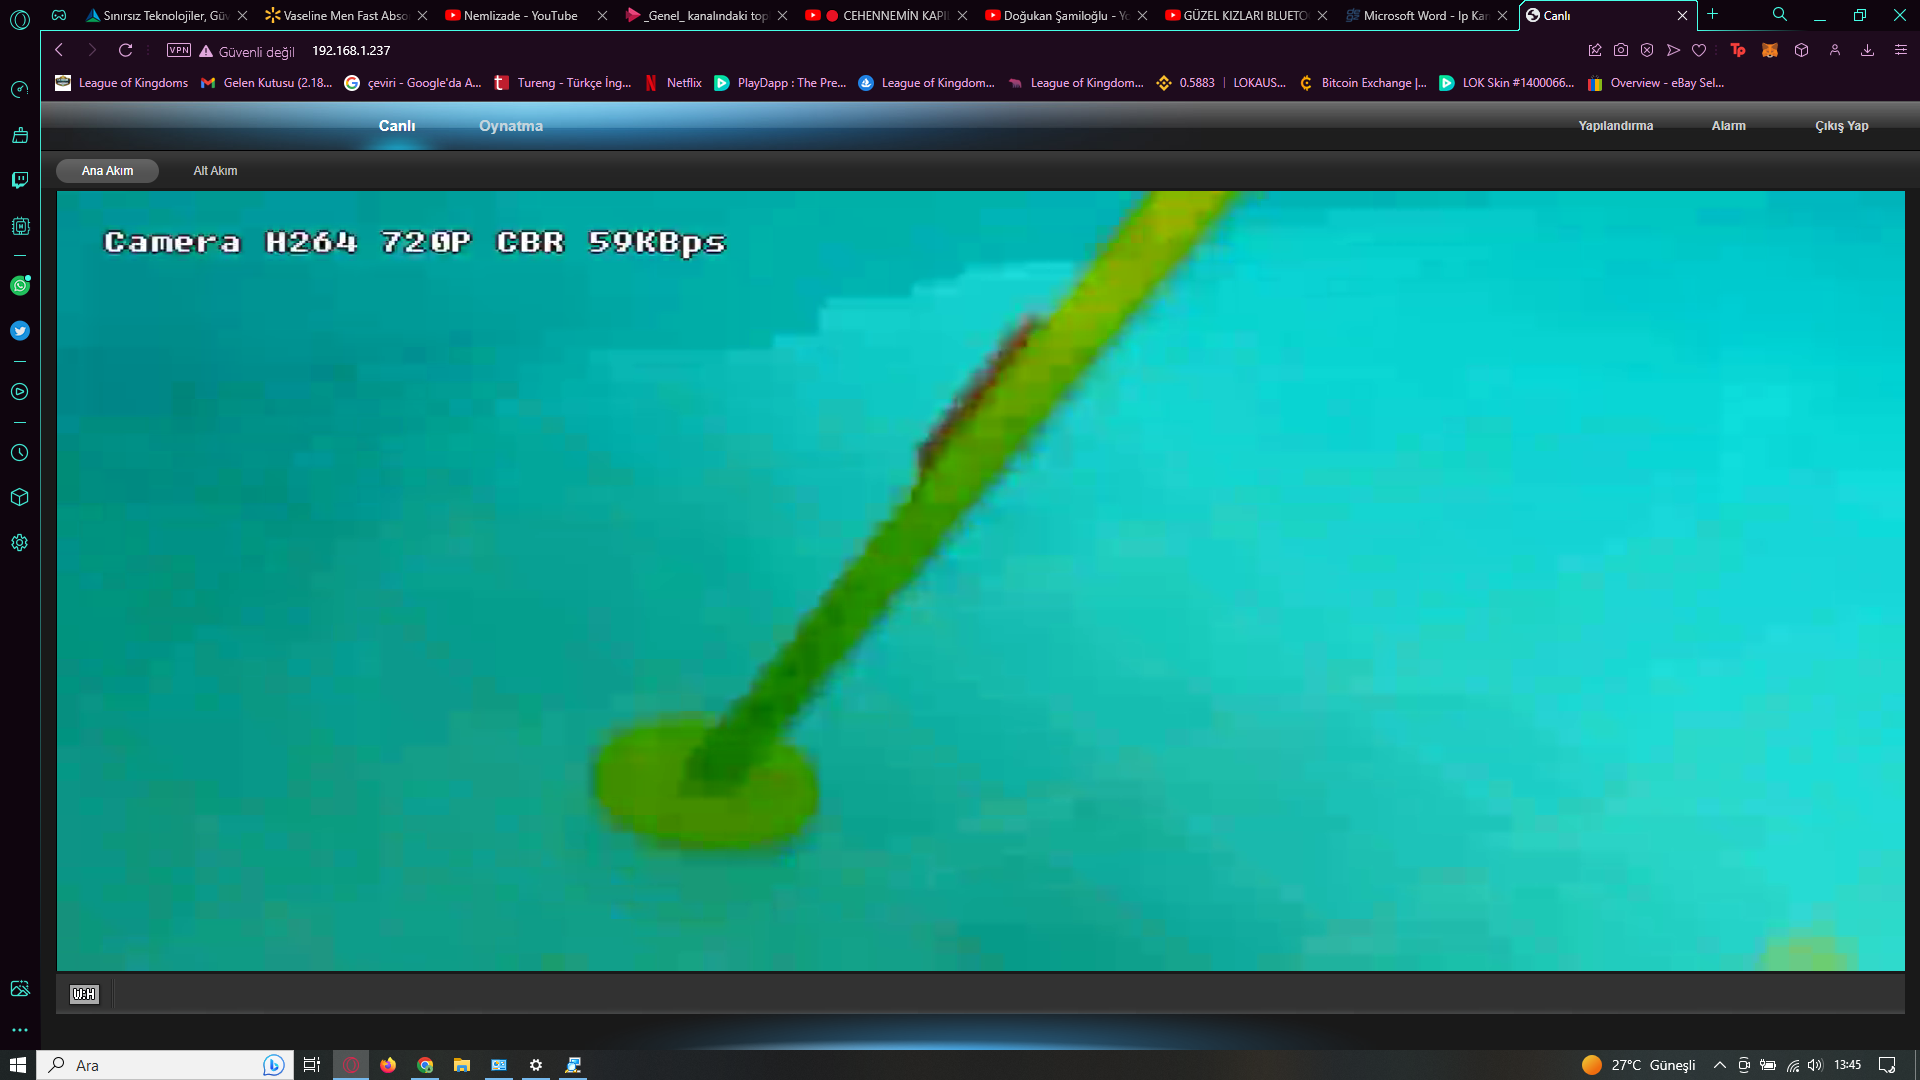 Sınırsız Teknolojiler, Güv
Vaseline Men Fast Abso
Nemlizade - YouTube
_Genel_ kanalındaki top
CEHENNEMİN KAPI
Doğukan Şamiloğlu - Yo
GÜZEL KIZLARI BLUETO
Microsoft Word - Ip Kam
Canlı
VPN
Güvenli değil
192.168.1.237
League of Kingdoms
Gelen Kutusu (2.18...
çeviri - Google'da A...
Tureng - Türkçe İng...
Netflix
PlayDapp : The Pre...
League of Kingdom...
League of Kingdom...
0.5883 | LOKAUS...
Bitcoin Exchange |...
LOK Skin #1400066...
Overview - eBay Sel...
Canlı
Oynatma
Yapılandırma
Alarm
Çıkış Yap
Ana Akım
Alt Akım
Camera H264 720P CBR 59KBps
W:H
Ara
27°C Güneşli
13:45